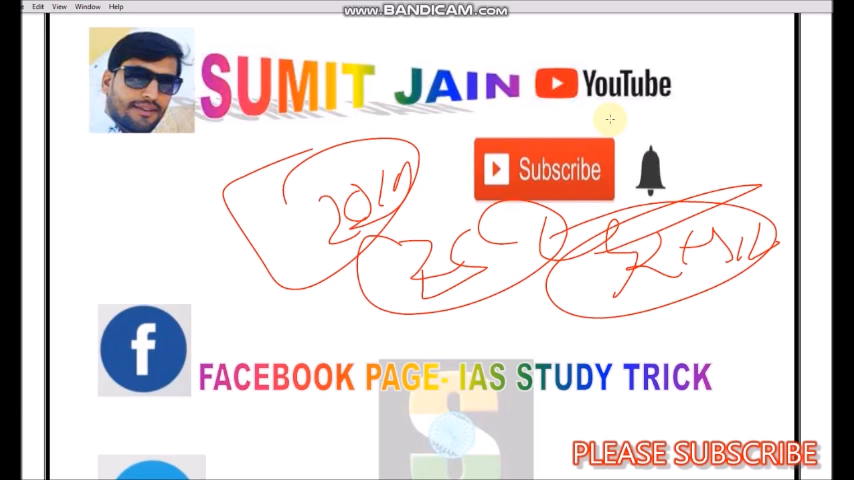 Edit View Window Help
www.BANDICAM.com
SUMIT JAIN YouTube
Subscribe
2019
f
FACEBOOK PAGE- IAS STUDY TRICK
S
PLEASE SUBSCRIBE